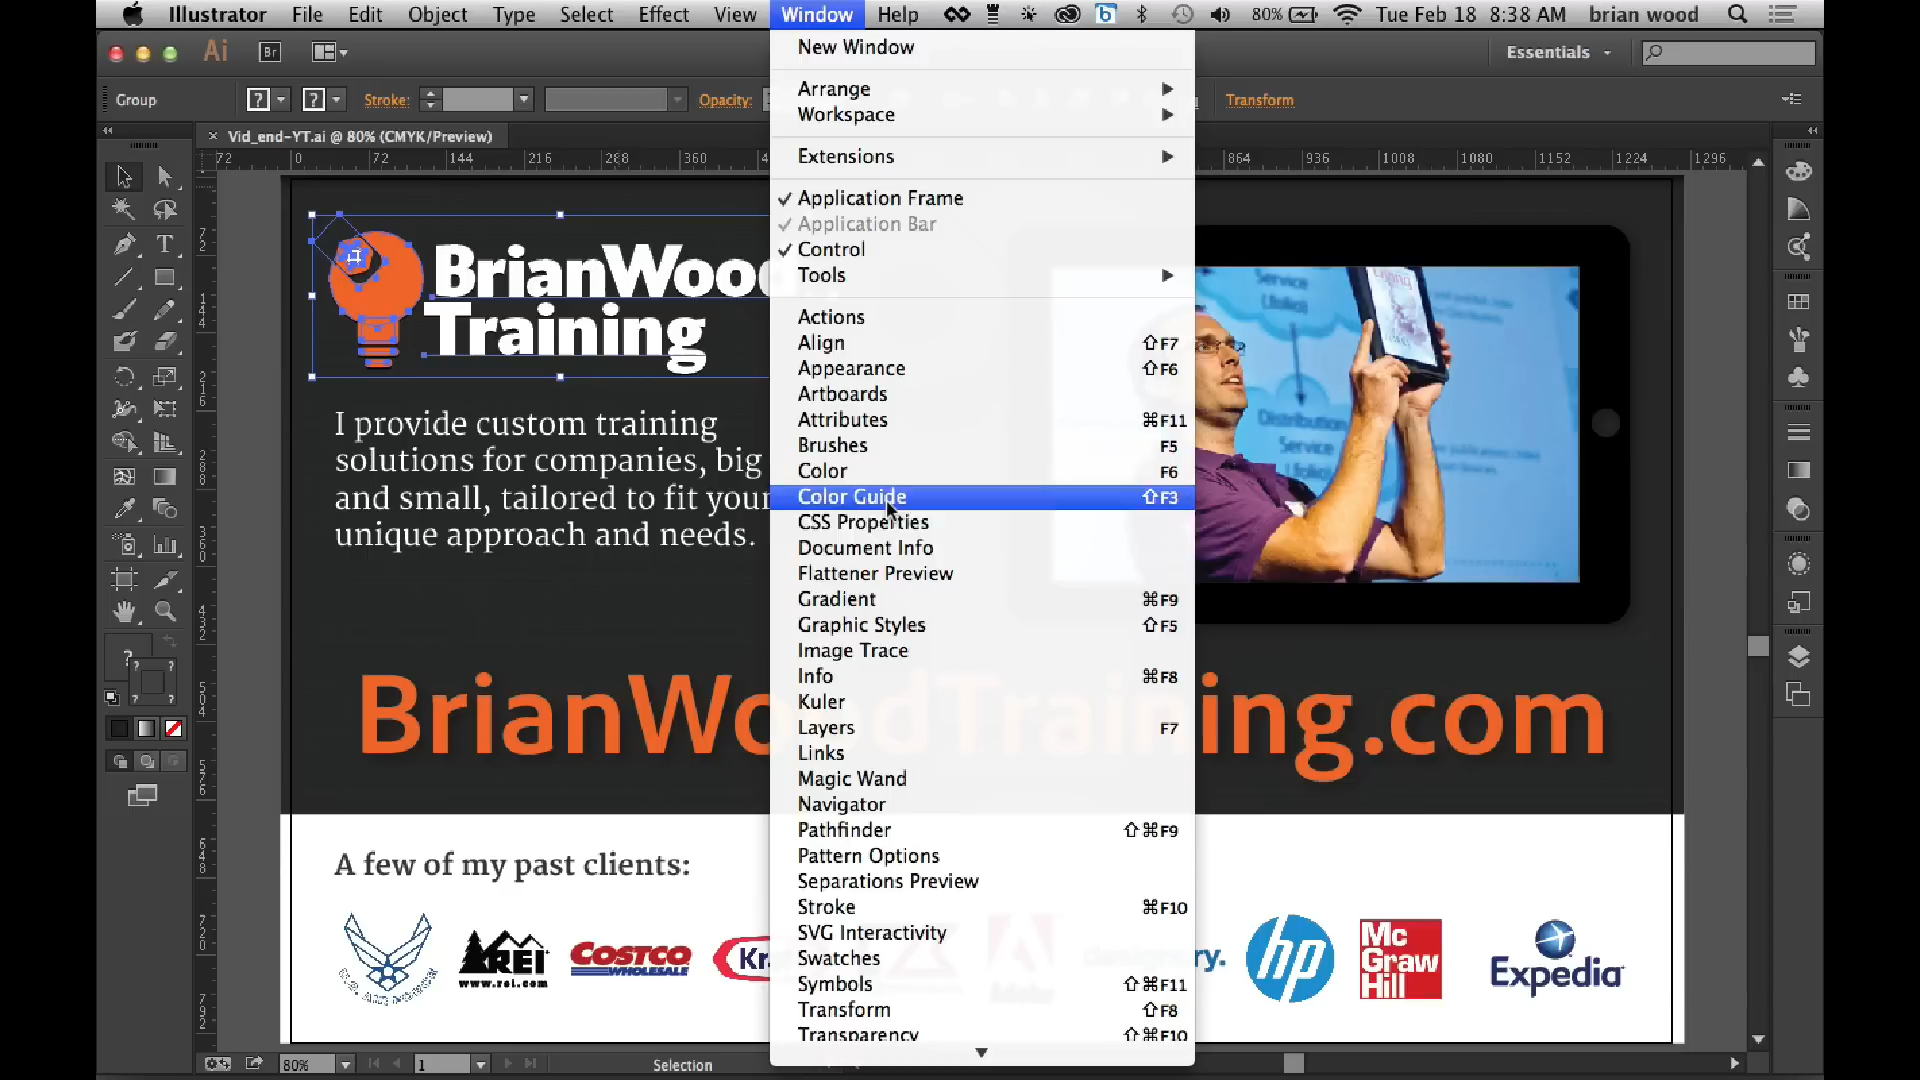 Illustrator File Edit Object Type Select Effect View Window Help 80% Tue Feb 18 8:38 AM brian wood
Ai Br Essentials
Group ? ? Stroke: Opacity: Transform
× Vid_end-YT.ai @ 80% (CMYK/Preview)
72 0 72 144 216 288 360 864 936 1008 1080 1152 1224 1296
New Window
Arrange
Workspace
Extensions
✓ Application Frame
✓ Application Bar
✓ Control
Tools
Actions
Align ⇧F7
Appearance ⇧F6
Artboards
Attributes ⌘F11
Brushes F5
Color F6
Color Guide ⇧F3
CSS Properties
Document Info
Flattener Preview
Gradient ⌘F9
Graphic Styles ⇧F5
Image Trace
Info ⌘F8
Kuler
Layers F7
Links
Magic Wand
Navigator
Pathfinder ⇧⌘F9
Pattern Options
Separations Preview
Stroke ⌘F10
SVG Interactivity
Swatches
Symbols ⇧⌘F11
Transform ⇧F8
Transparency ⇧⌘F10
BrianWood
Training
I provide custom training
solutions for companies, big
and small, tailored to fit your
unique approach and needs.
Service
Distribution
Service
BrianWoodTraining.com
A few of my past clients:
U.S. AIR FORCE
REI
www.rei.com
COSTCO
WHOLESALE
Kr
Adobe
ry.
hp
Mc
Graw
Hill
Expedia
80% 1 Selection